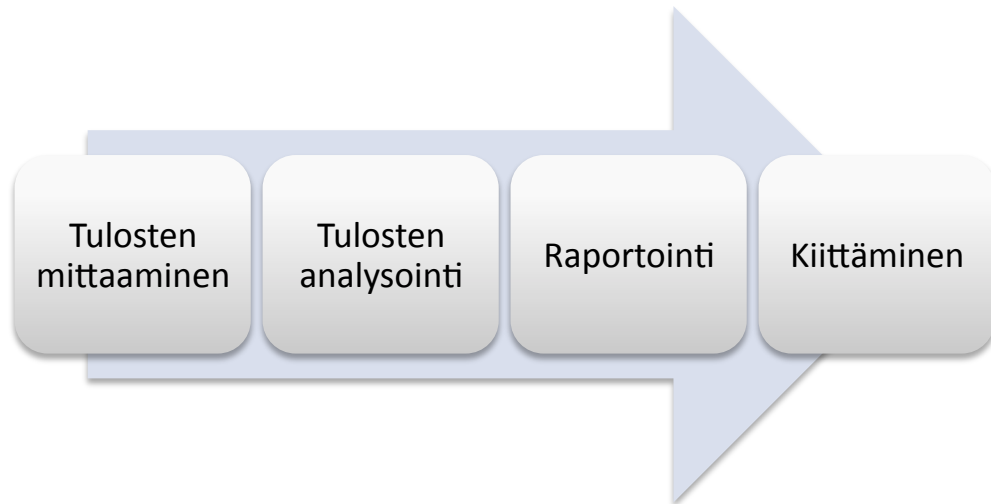 Tulosten
mittaaminen
Tulosten
analysointi
Raportointi
Kiittäminen